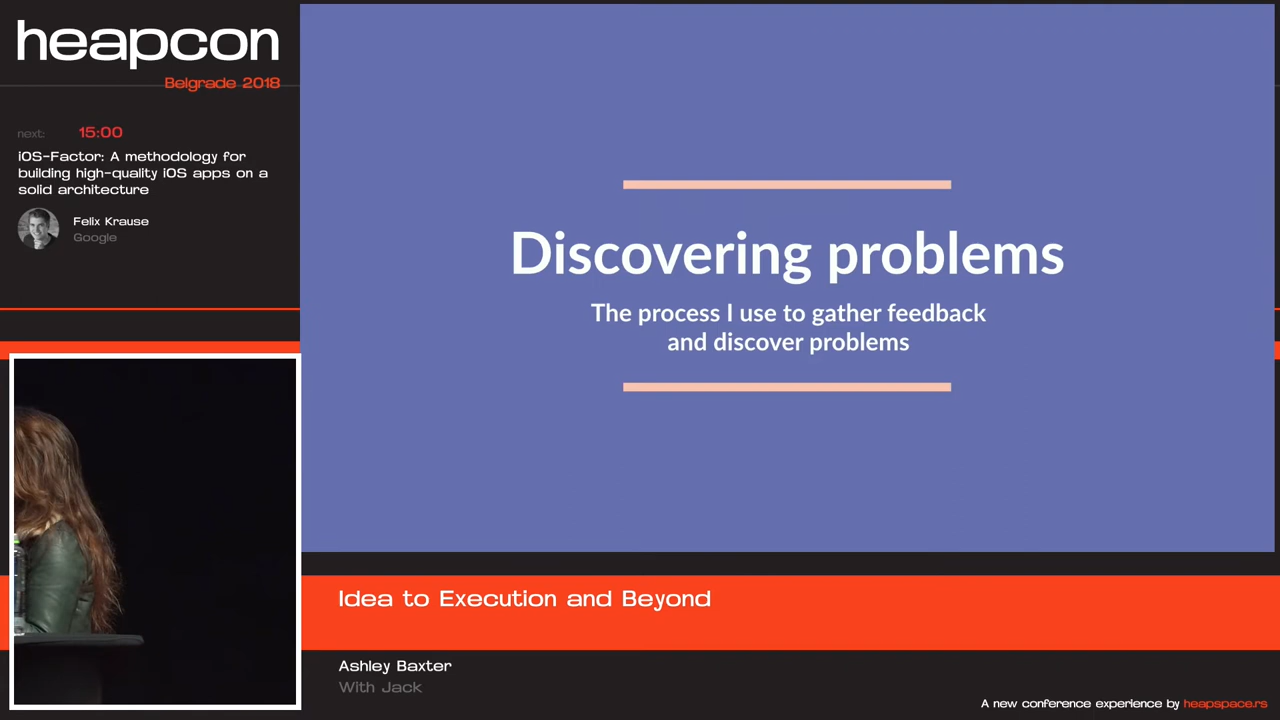 heapcon
Belgrade 2018
next: 15:00
iOS-Factor: A methodology for
building high-quality iOS apps on a
solid architecture
Felix Krause
Google
Discovering problems
The process I use to gather feedback
and discover problems
Idea to Execution and Beyond
Ashley Baxter
With Jack
A new conference experience by heapspace.rs